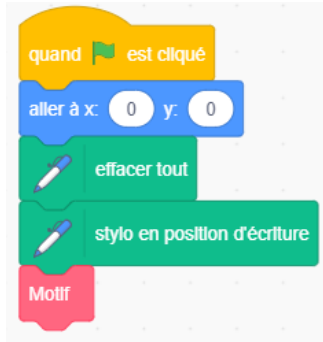 quand est cliqué
aller à x: 0 y: 0
effacer tout
stylo en position d'écriture
Motif